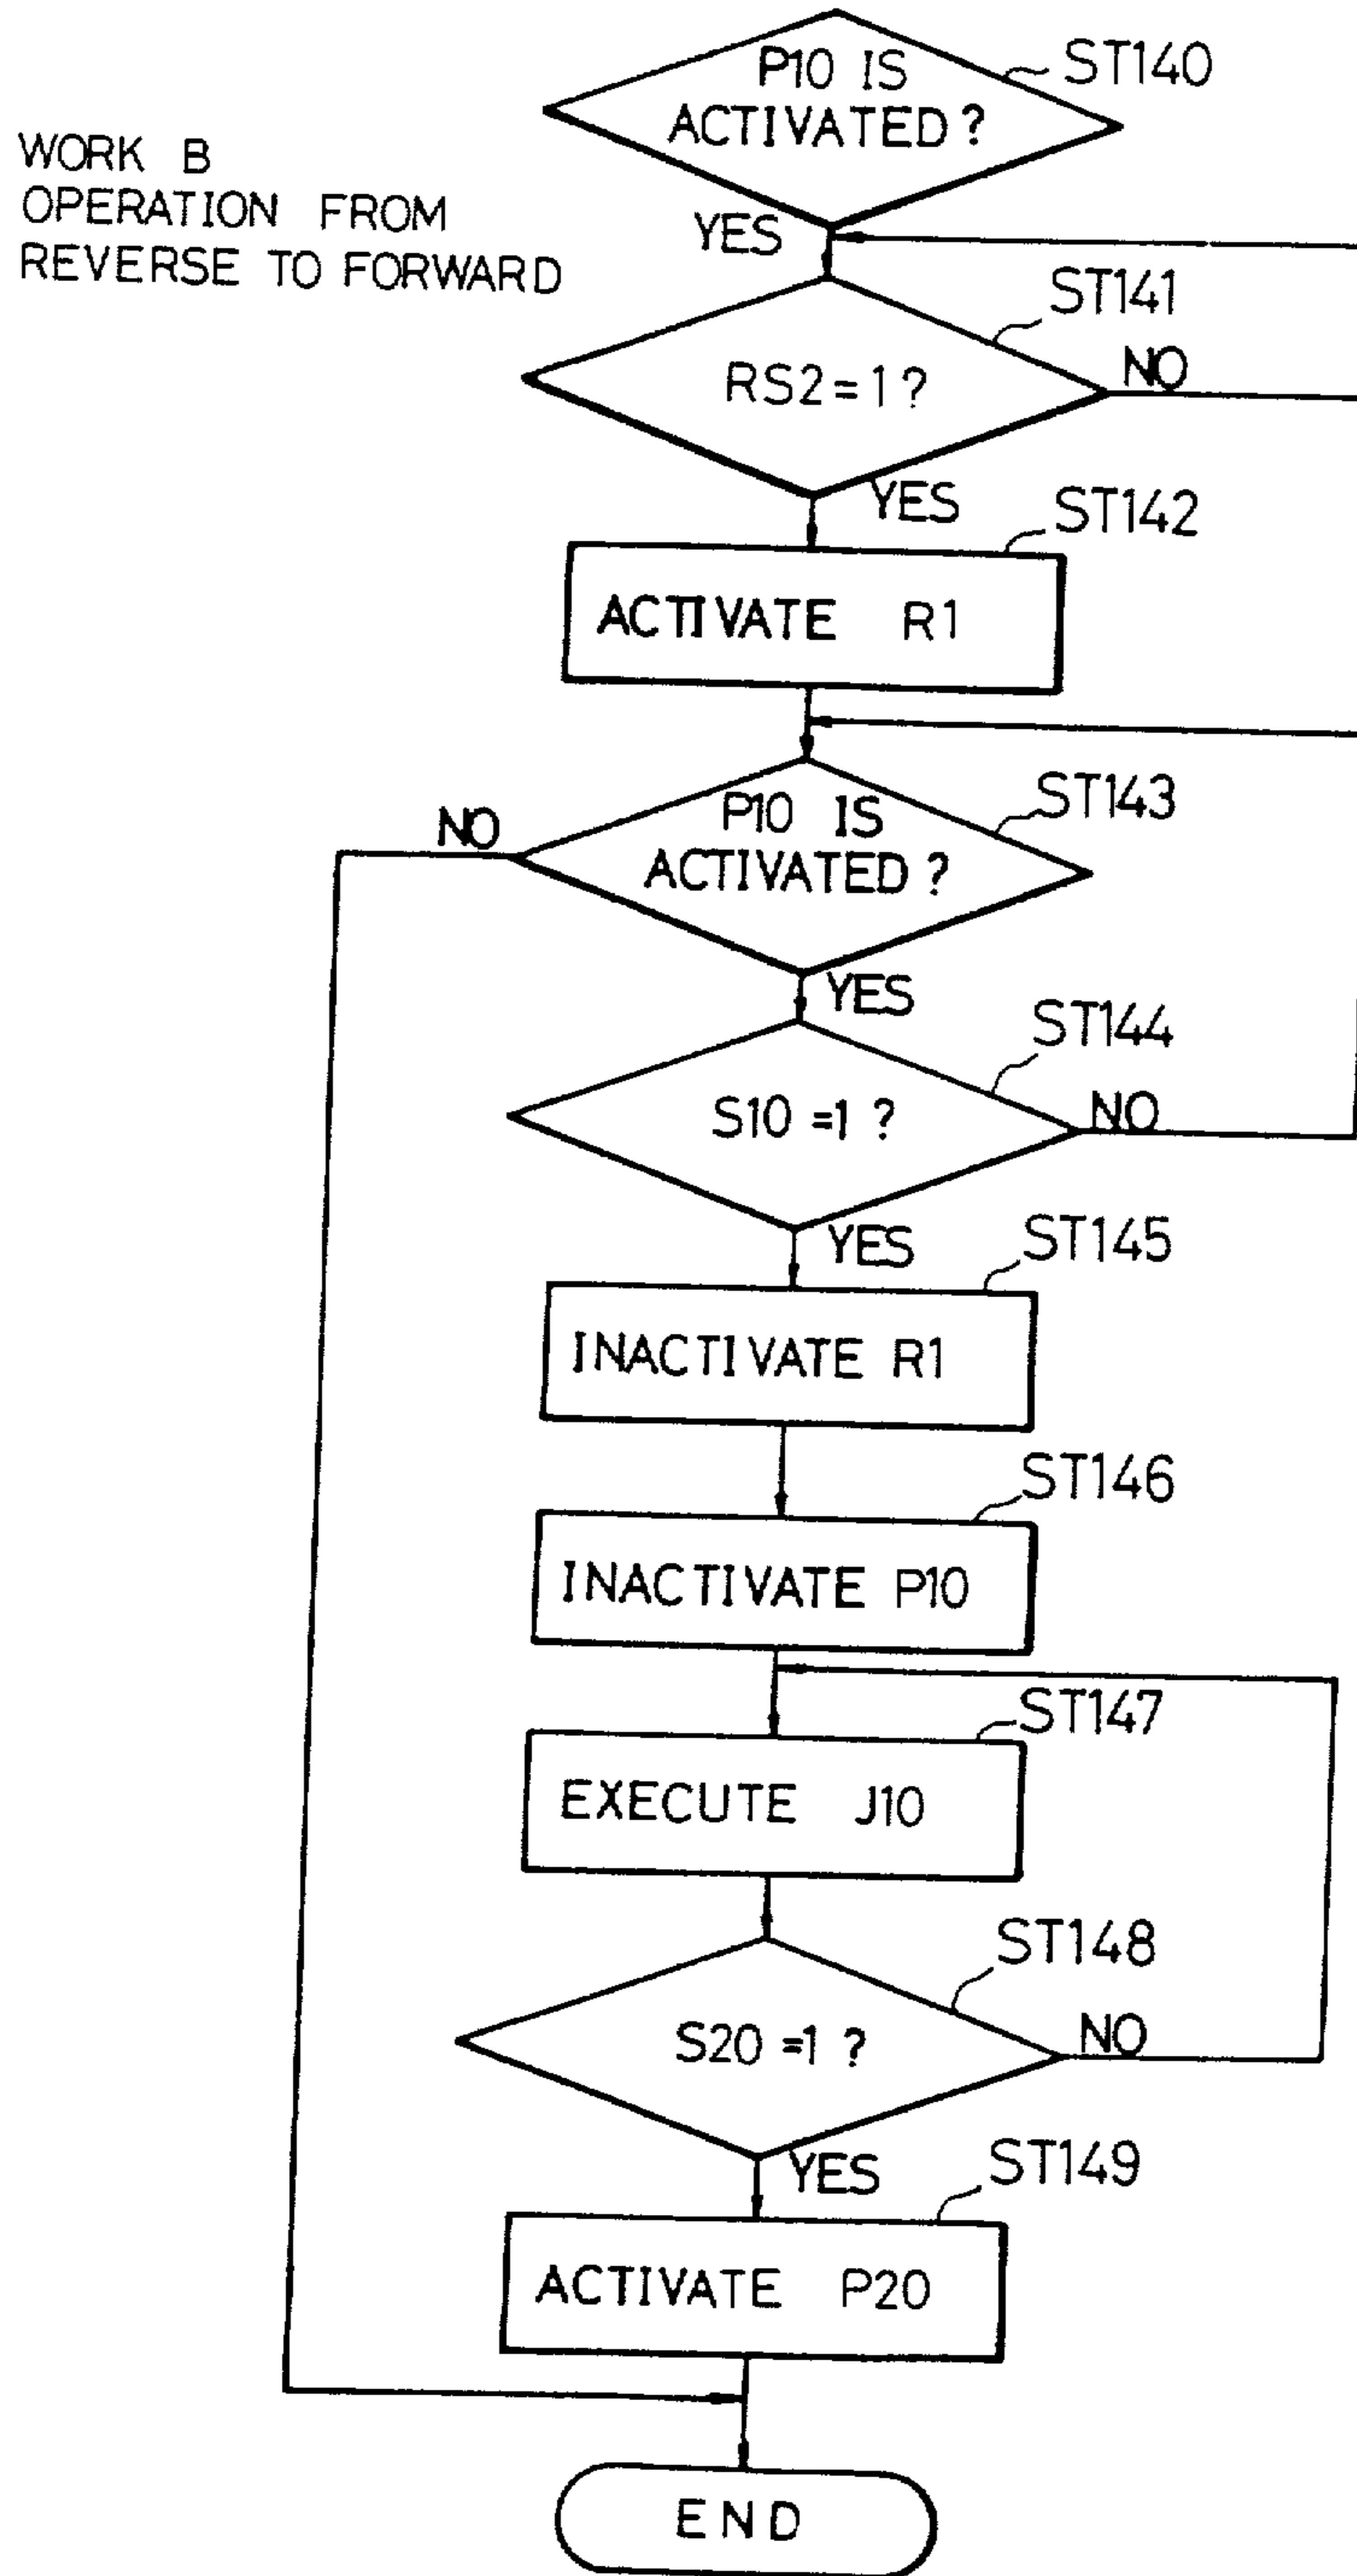 P10 IS
ACTIVATED?
ST140
WORK B
OPERATION FROM
REVERSE TO FORWARD
YES
ST141
RS2=1?
NO
YES
ST142
ACTIVATE R1
ST143
P10 IS
ACTIVATED?
NO
YES
ST144
S10=1?
NO
YES
ST145
INACTIVATE R1
ST146
INACTIVATE P10
ST147
EXECUTE J10
ST148
S20=1?
NO
YES
ST149
ACTIVATE P20
END